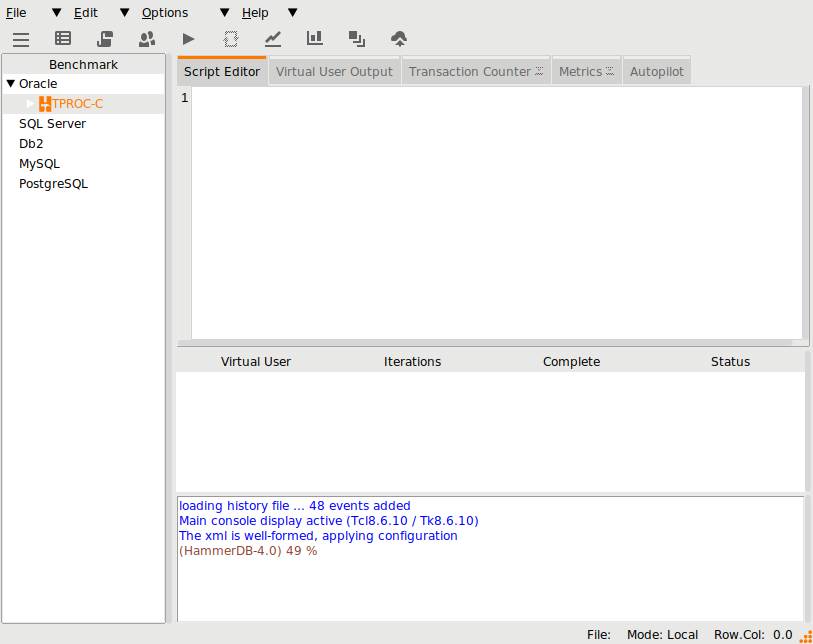 File Edit Options Help
Benchmark
Oracle
TPROC-C
SQL Server
Db2
MySQL
PostgreSQL
Script Editor Virtual User Output Transaction Counter Metrics Autopilot
1
Virtual User Iterations Complete Status
loading history file ... 48 events added
Main console display active (Tcl8.6.10 / Tk8.6.10)
The xml is well-formed, applying configuration
(HammerDB-4.0) 49 %
File: Mode: Local Row.Col: 0.0